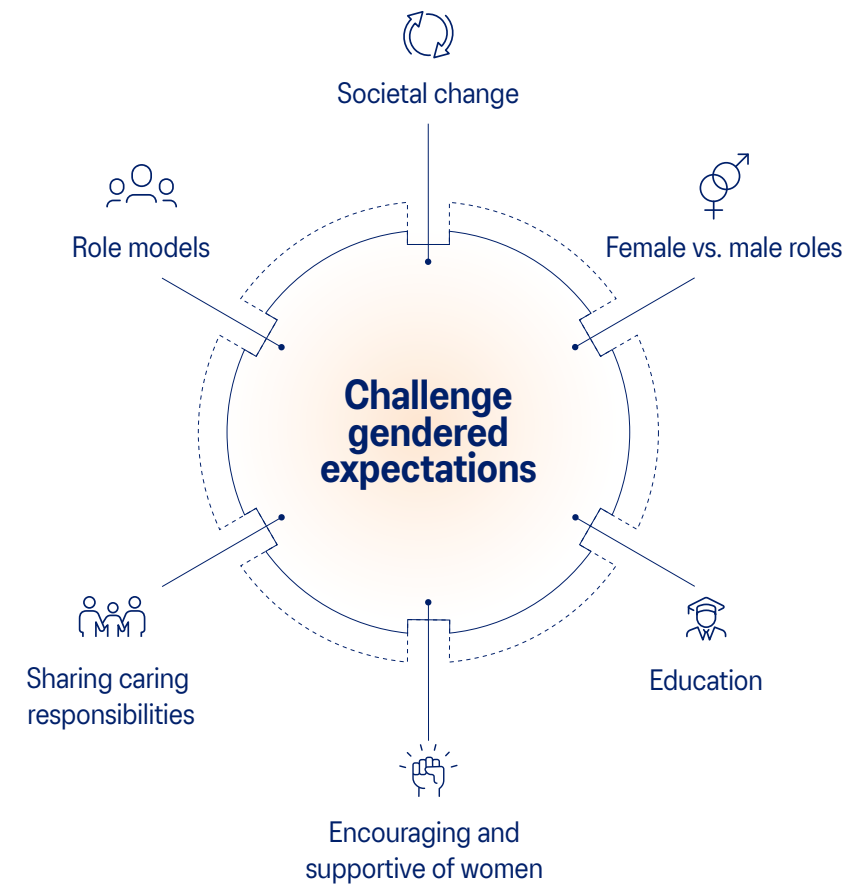 Societal change
Role models
Female vs. male roles
Challenge
gendered
expectations
Sharing caring
responsibilities
Education
Encouraging and
supportive of women